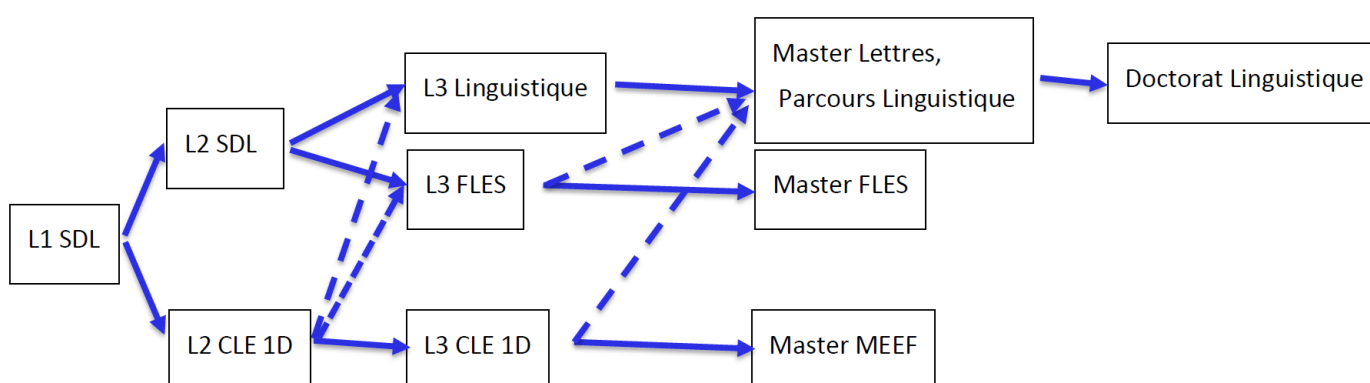 L1 SDL
L2 SDL
L2 CLE 1D
L3 Linguistique
L3 FLES
L3 CLE 1D
Master Lettres,
Parcours Linguistique
Master FLES
Master MEEF
Doctorat Linguistique